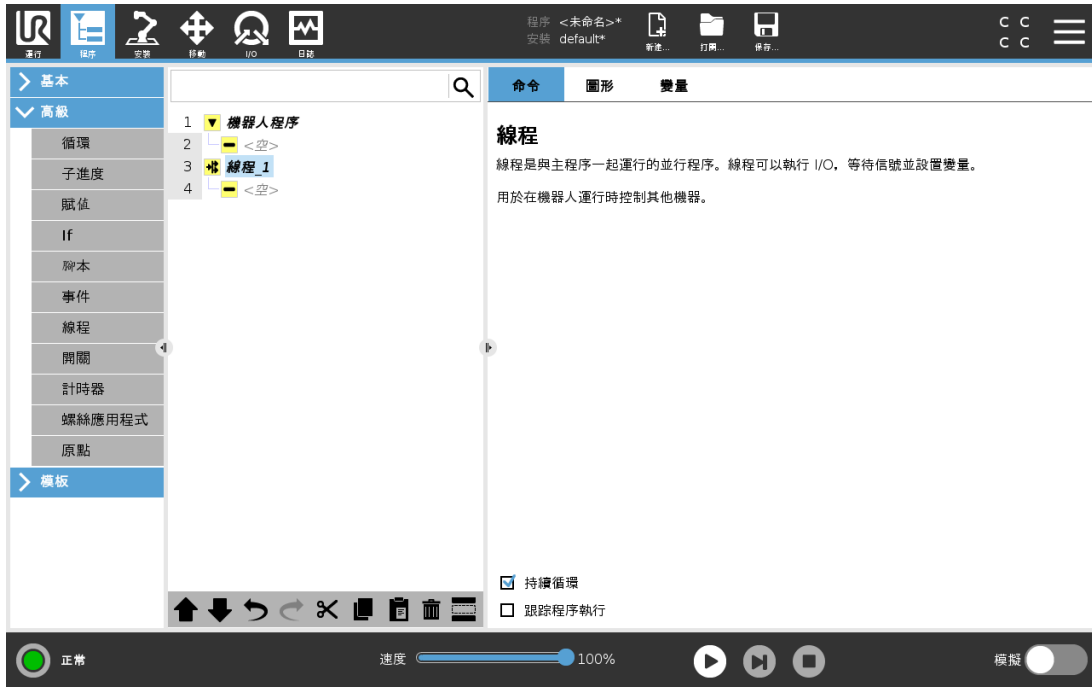 UR
運行
程序
安裝
移動
I/O
日誌
程序 <未命名>*
安裝 default*
新建...
打開...
保存...
C C
C C
基本
高級
循環
子進度
賦值
If
腳本
事件
線程
開關
計時器
螺絲應用程式
原點
模板
1 機器人程序
2 <空>
3 線程_1
4 <空>
命令 圖形 變量
線程
線程是與主程序一起運行的並行程序。線程可以執行 I/O，等待信號並設置變量。
用於在機器人運行時控制其他機器。
持續循環
跟踪程序執行
正常
速度 100%
模擬